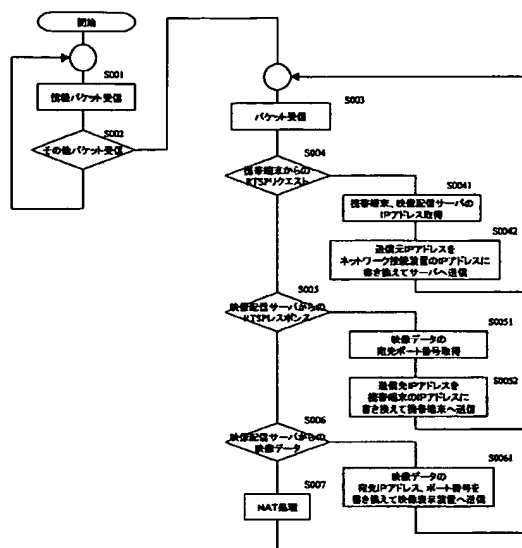 開始
S001
情報パケット受信
S002
その他パケット受信
S003
パケット受信
S004
携帯端末からの
RTSPリクエスト
S0041
携帯端末、映像配信サーバの
IPアドレス取得
S0042
送信元IPアドレスを
ネットワーク接続装置のIPアドレスに
書き換えてサーバへ送信
S005
映像配信サーバからの
RTSPレスポンス
S0051
映像データの
宛先ポート番号取得
S0052
送信先IPアドレスを
携帯端末のIPアドレスに
書き換えて携帯端末へ送信
S006
映像配信サーバからの
映像データ
S0061
映像データの
宛先IPアドレス、ポート番号を
書き換えて映像表示装置へ送信
S007
NAT処理